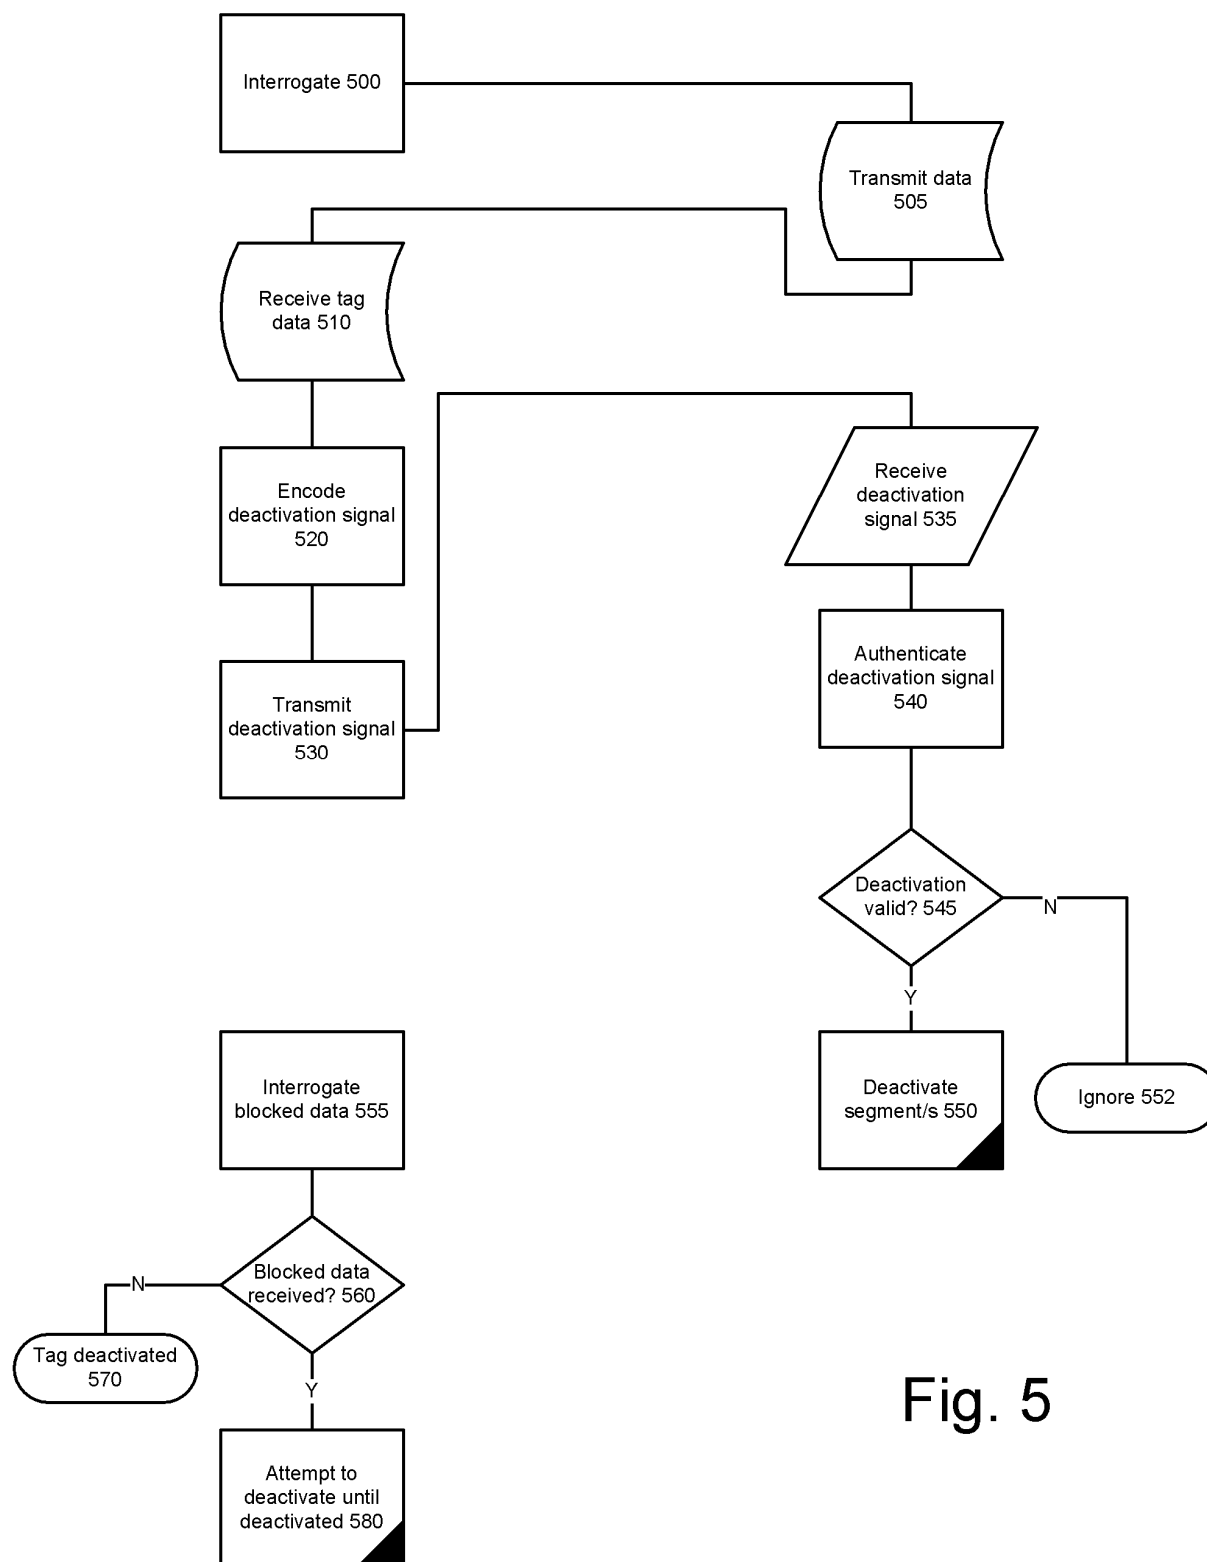 Interrogate 500
Transmit data
505
Receive tag
data 510
Encode
deactivation signal
520
Transmit
deactivation signal
530
Receive
deactivation
signal 535
Authenticate
deactivation signal
540
Deactivation
valid? 545
N
Y
Deactivate
segment/s 550
Ignore 552
Interrogate
blocked data 555
Blocked data
received? 560
N
Tag deactivated
570
Y
Attempt to
deactivate until
deactivated 580
Fig. 5